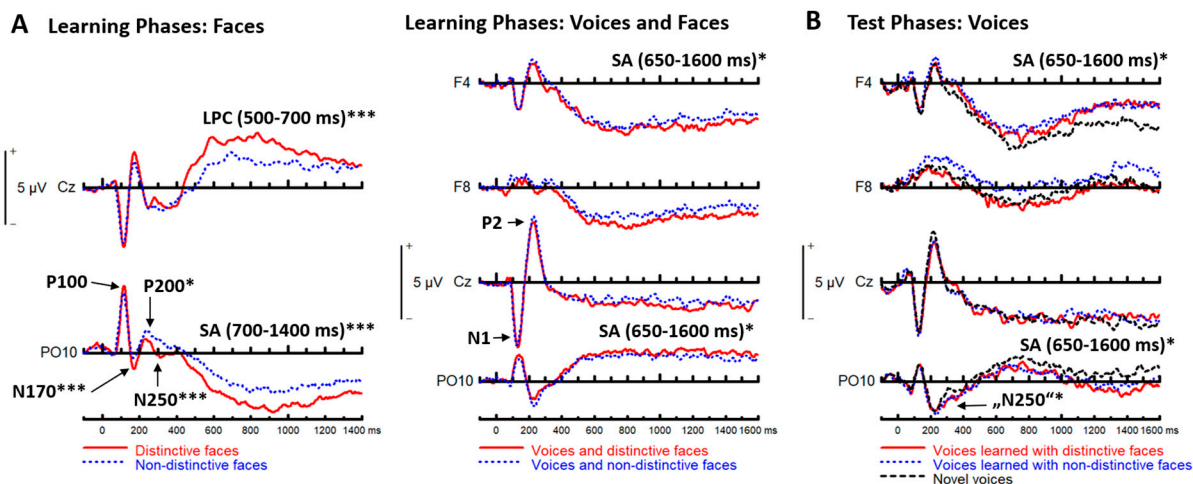 A Learning Phases: Faces
LPC (500-700 ms)***
+
5 µV Cz
–
P100
P200*
SA (700-1400 ms)***
PO10
N170***
N250***
0 200 400 600 800 1000 1200 1400 ms
Distinctive faces
Non-distinctive faces
Learning Phases: Voices and Faces
SA (650-1600 ms)*
F4
F8
P2
+
5 µV Cz
–
N1
SA (650-1600 ms)*
PO10
0 200 400 600 800 1000 1200 1400 1600 ms
Voices and distinctive faces
Voices and non-distinctive faces
B Test Phases: Voices
SA (650-1600 ms)*
F4
F8
+
5 µV Cz
–
SA (650-1600 ms)*
PO10
„N250“*
0 200 400 600 800 1000 1200 1400 1600 ms
Voices learned with distinctive faces
Voices learned with non-distinctive faces
Novel voices